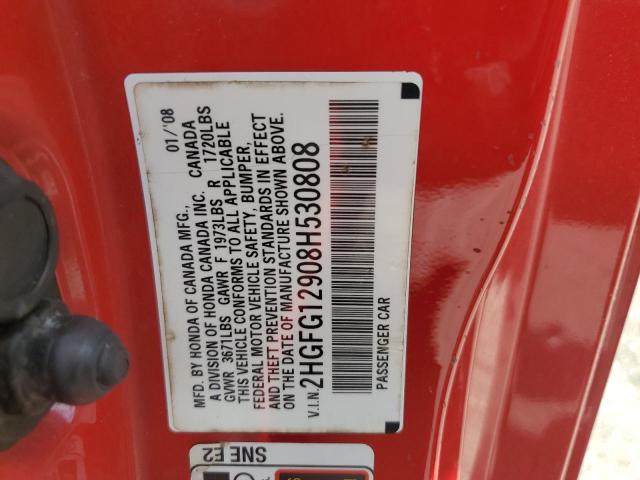 MFD. BY HONDA OF CANADA MFG., 01/'08
A DIVISION OF HONDA CANADA INC. CANADA
GVWR 3671LBS GAWR F 1973LBS R 1720LBS
THIS VEHICLE CONFORMS TO ALL APPLICABLE
FEDERAL MOTOR VEHICLE SAFETY, BUMPER,
AND THEFT PREVENTION STANDARDS IN EFFECT
ON THE DATE OF MANUFACTURE SHOWN ABOVE.
V.I.N. 2HGFG12908H530808
PASSENGER CAR
SNE E2